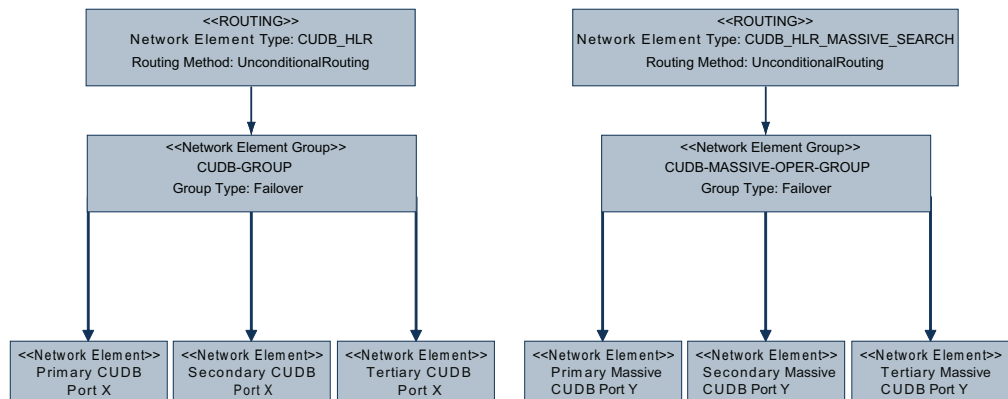 <<ROUTING>>
Network Element Type: CUDB_HLR
Routing Method: UnconditionalRouting
<<Network Element Group>>
CUDB-GROUP
Group Type: Failover
<<Network Element>>
Primary CUDB
Port X
<<Network Element>>
Secondary CUDB
Port X
<<Network Element>>
Tertiary CUDB
Port X
<<ROUTING>>
Network Element Type: CUDB_HLR_MASSIVE_SEARCH
Routing Method: UnconditionalRouting
<<Network Element Group>>
CUDB-MASSIVE-OPER-GROUP
Group Type: Failover
<<Network Element>>
Primary Massive
CUDB Port Y
<<Network Element>>
Secondary Massive
CUDB Port Y
<<Network Element>>
Tertiary Massive
CUDB Port Y